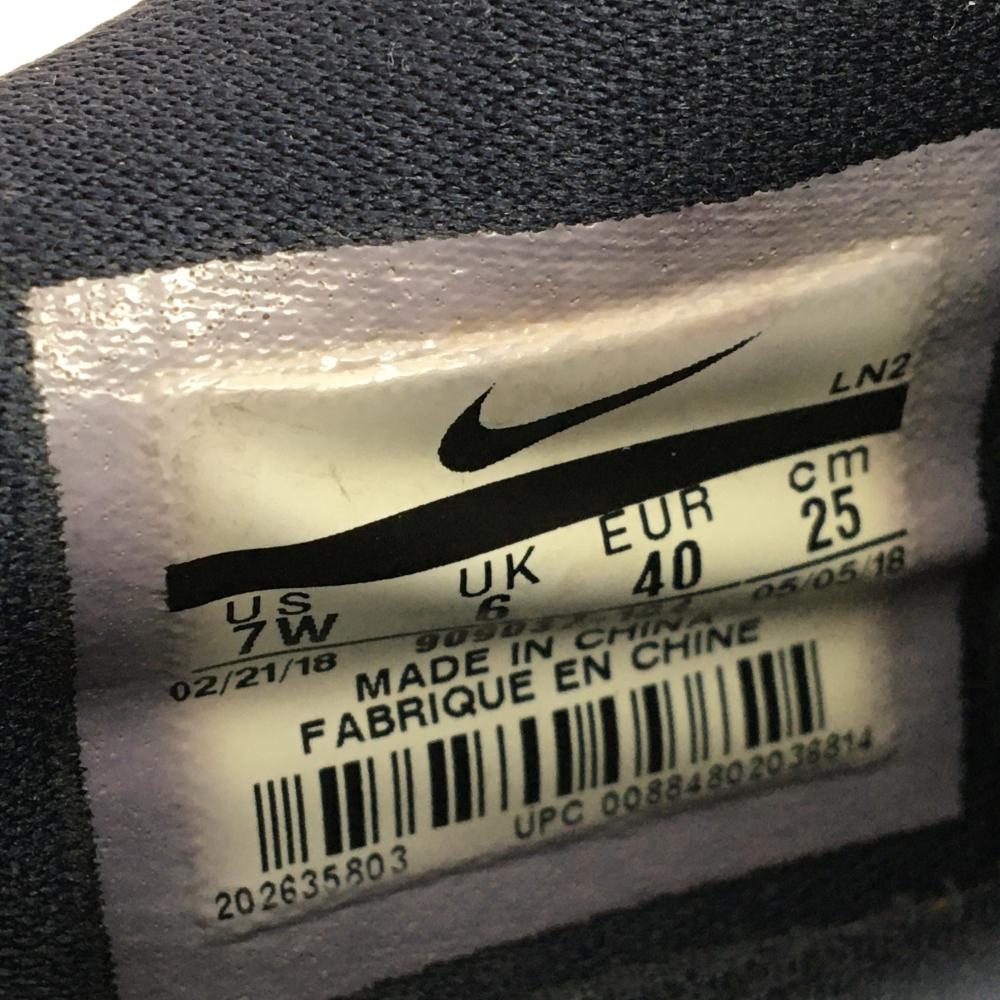 LN2
US UK EUR cm
7W 6 40 25
02/21/18 05/05/18
MADE IN CHINA
FABRIQUE EN CHINE
UPC 00884802036814
202635803